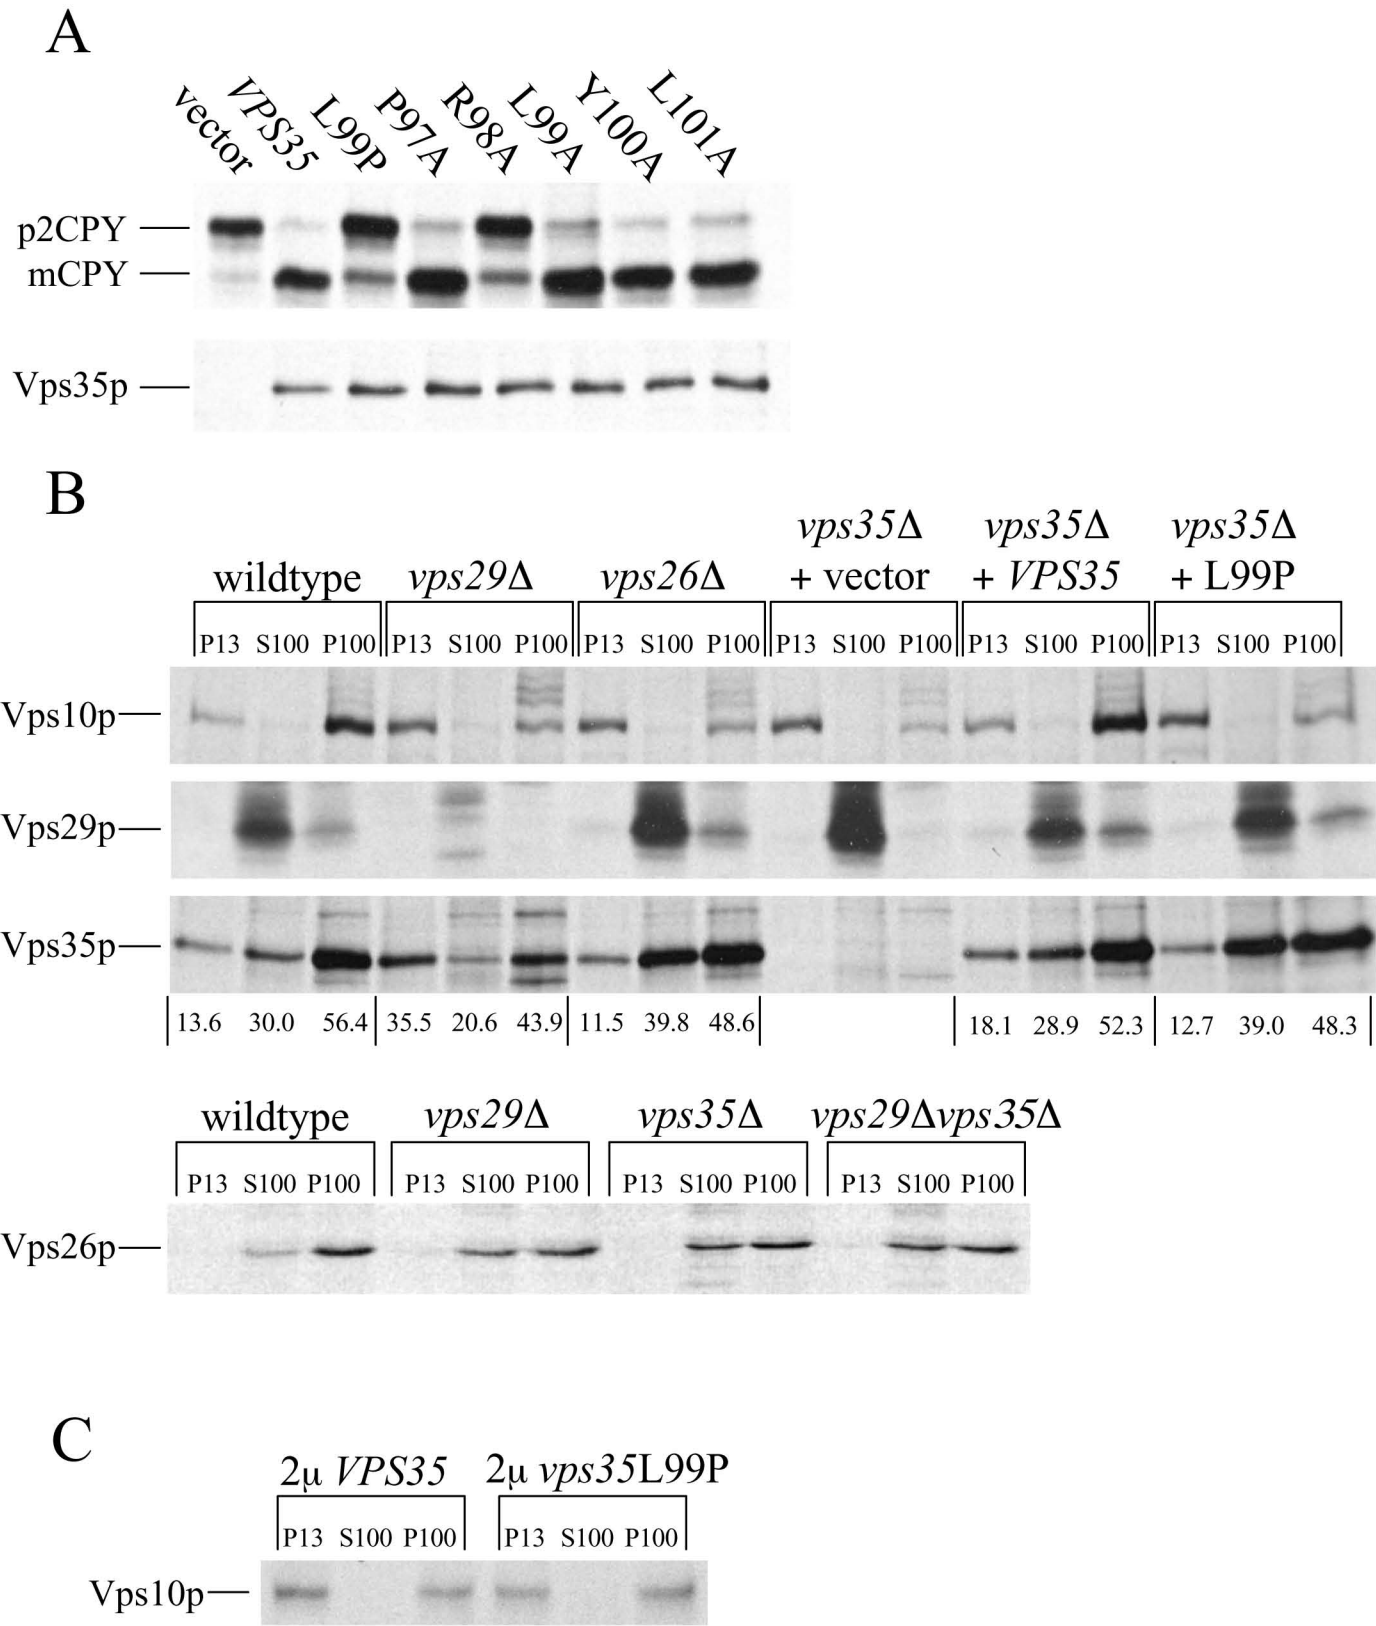 A
vector VPS35 L99P P97A R98A L99A Y100A L101A
p2CPY
mCPY
Vps35p
B
wildtype vps29Δ vps26Δ vps35Δ + vector vps35Δ + VPS35 vps35Δ + L99P
P13 S100 P100 P13 S100 P100 P13 S100 P100 P13 S100 P100 P13 S100 P100 P13 S100 P100
Vps10p
Vps29p
Vps35p
13.6 30.0 56.4 35.5 20.6 43.9 11.5 39.8 48.6 18.1 28.9 52.3 12.7 39.0 48.3
wildtype vps29Δ vps35Δ vps29Δvps35Δ
P13 S100 P100 P13 S100 P100 P13 S100 P100 P13 S100 P100
Vps26p
C
2μ VPS35 2μ vps35L99P
P13 S100 P100 P13 S100 P100
Vps10p